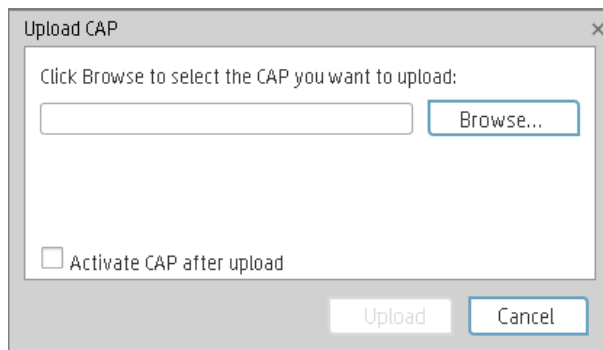 Upload CAP
Click Browse to select the CAP you want to upload:
Browse...
Activate CAP after upload
Upload
Cancel